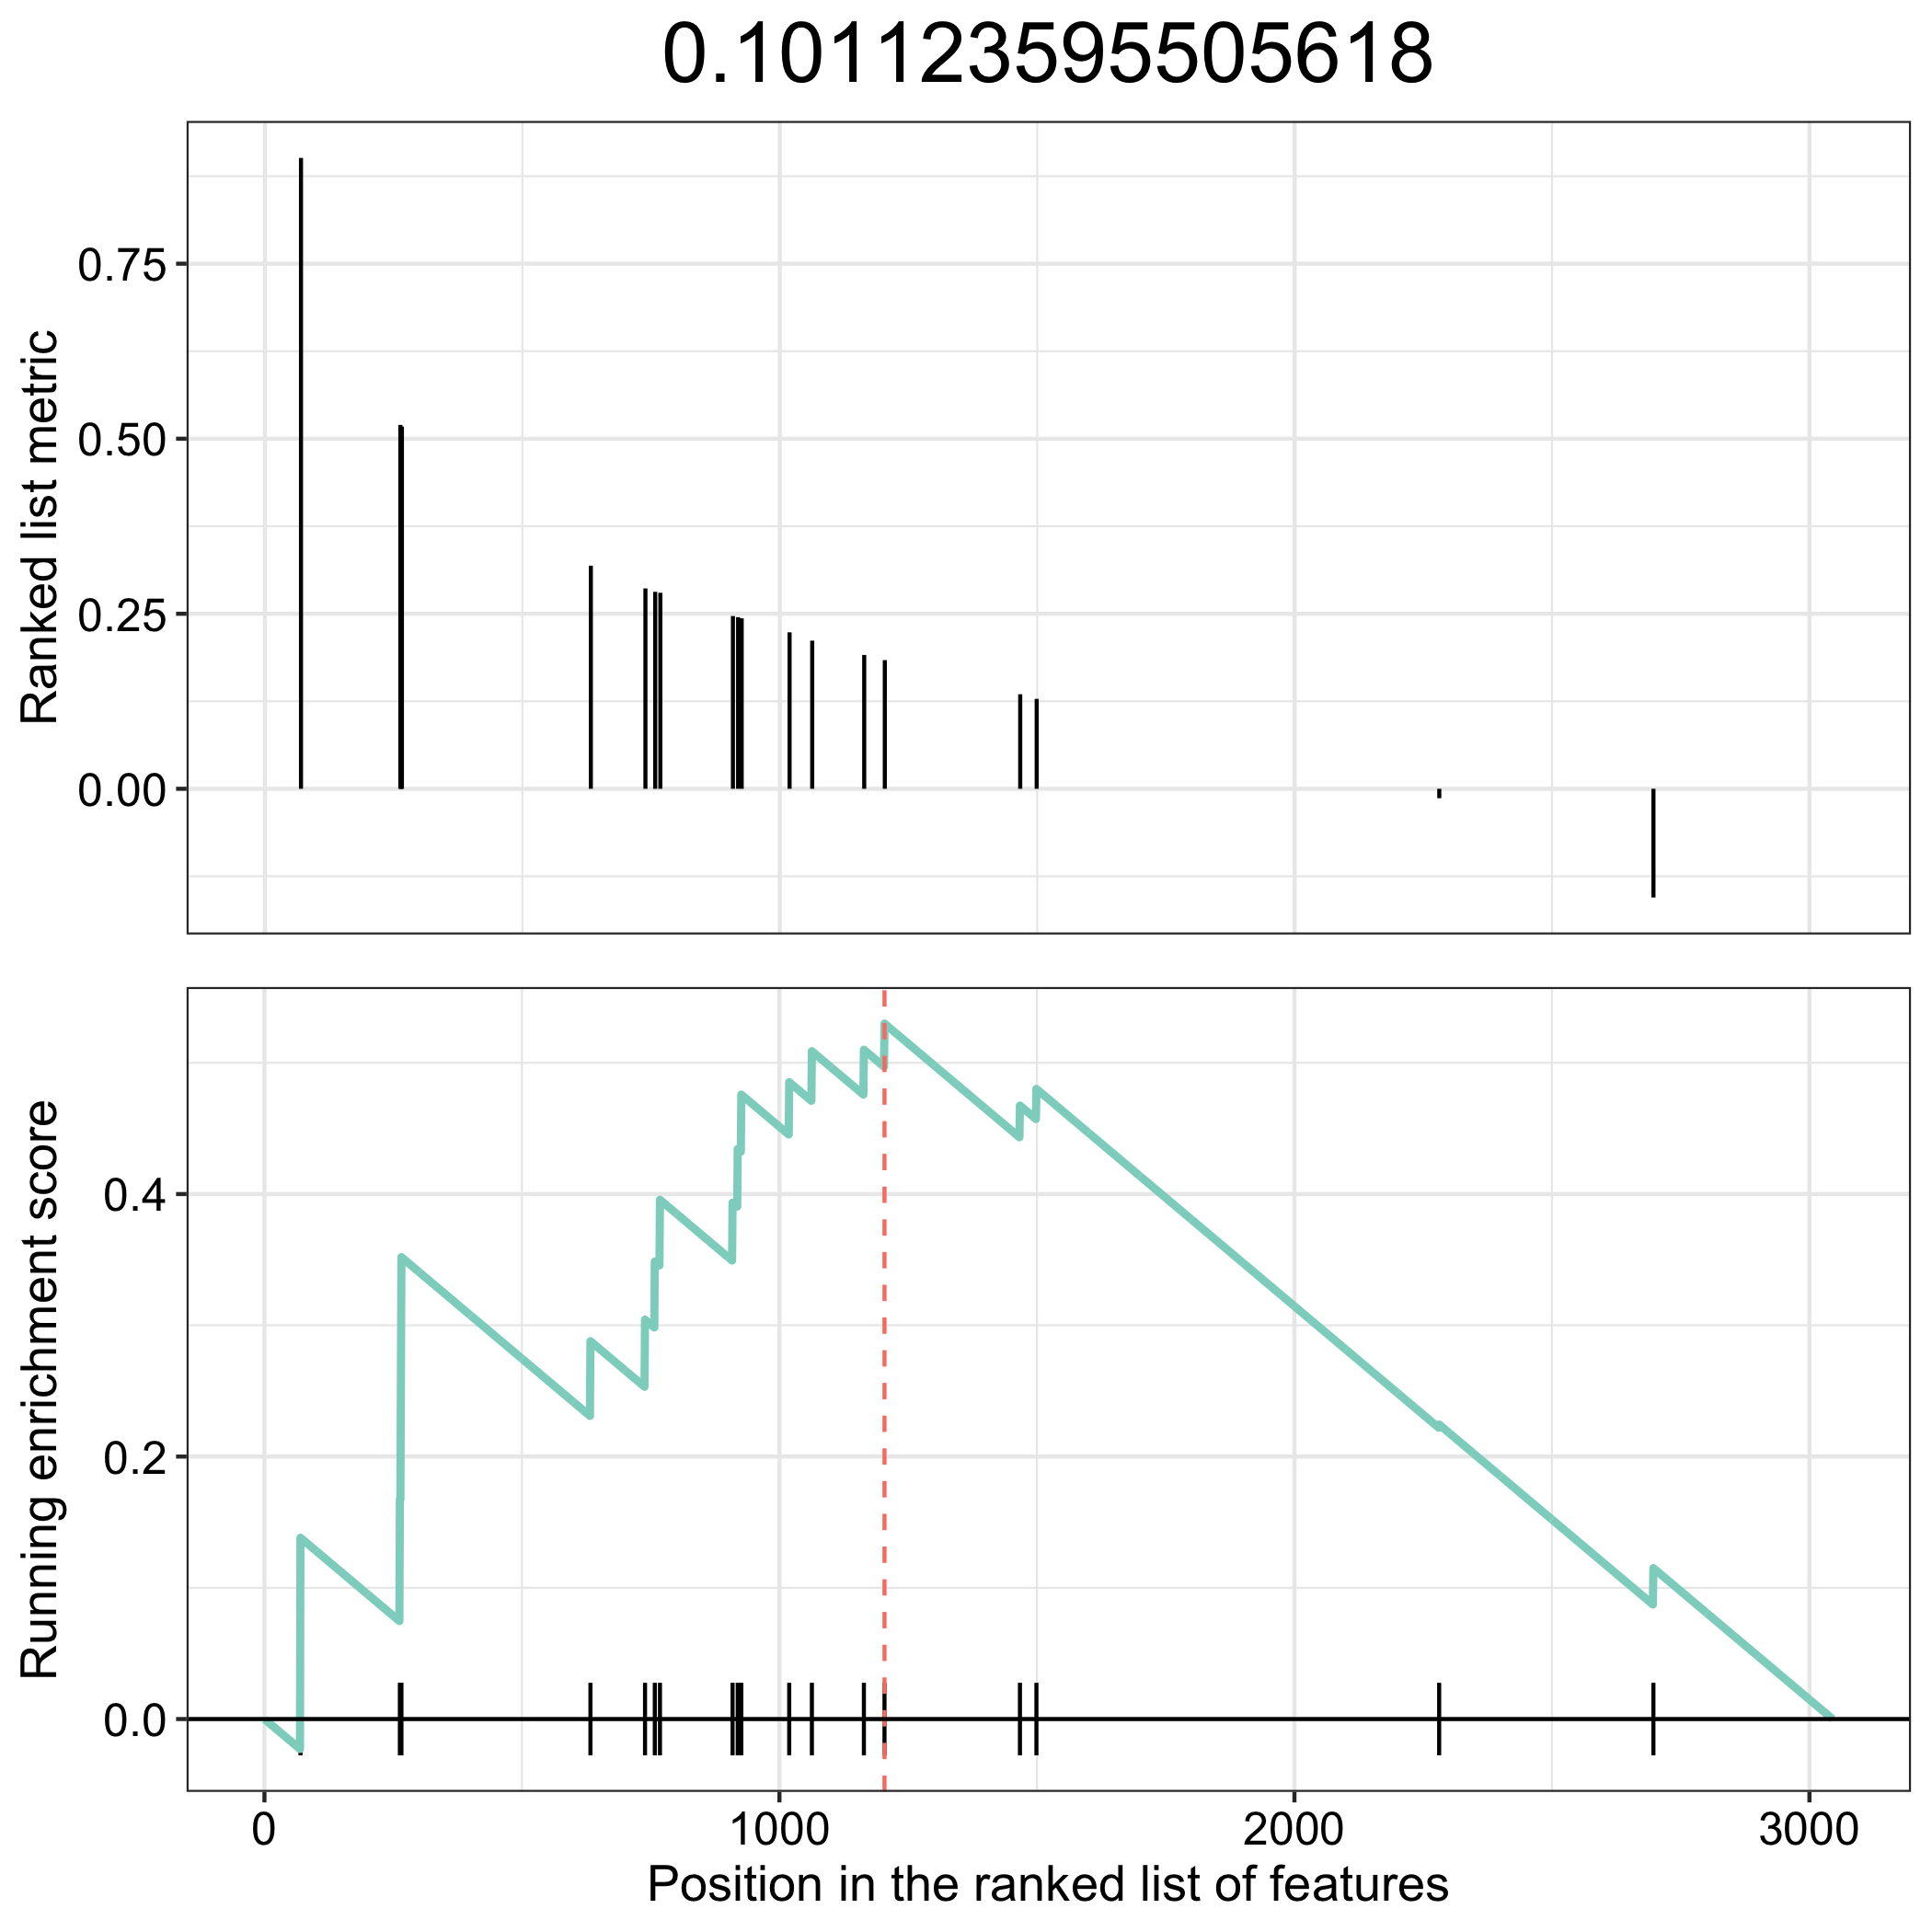 0.101123595505618
Ranked list metric
0.75
0.50
0.25
0.00
Running enrichment score
0.4
0.2
0.0
0 1000 2000 3000
Position in the ranked list of features